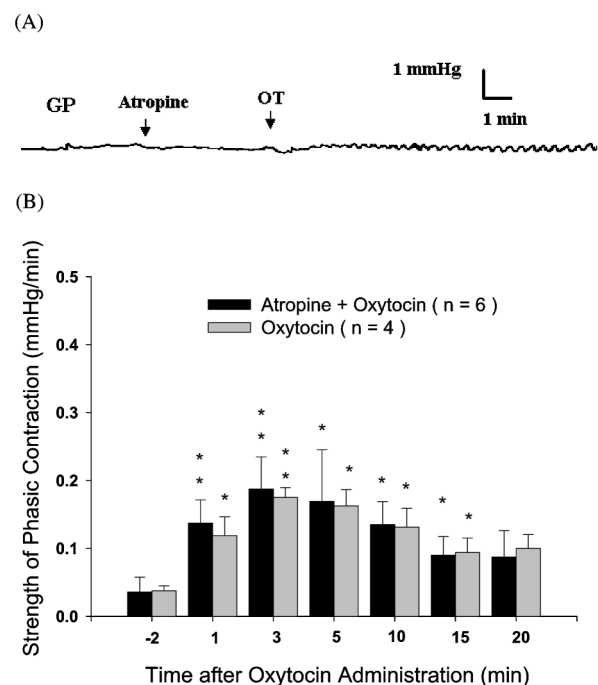 (A)
1 mmHg
GP
Atropine
OT
1 min
(B)
Strength of Phasic Contraction (mmHg/min)
0.5
0.4
0.3
0.2
0.1
0.0
Atropine + Oxytocin ( n = 6 )
Oxytocin ( n = 4 )
* * * * * * * * * * * * *
-2 1 3 5 10 15 20
Time after Oxytocin Administration (min)